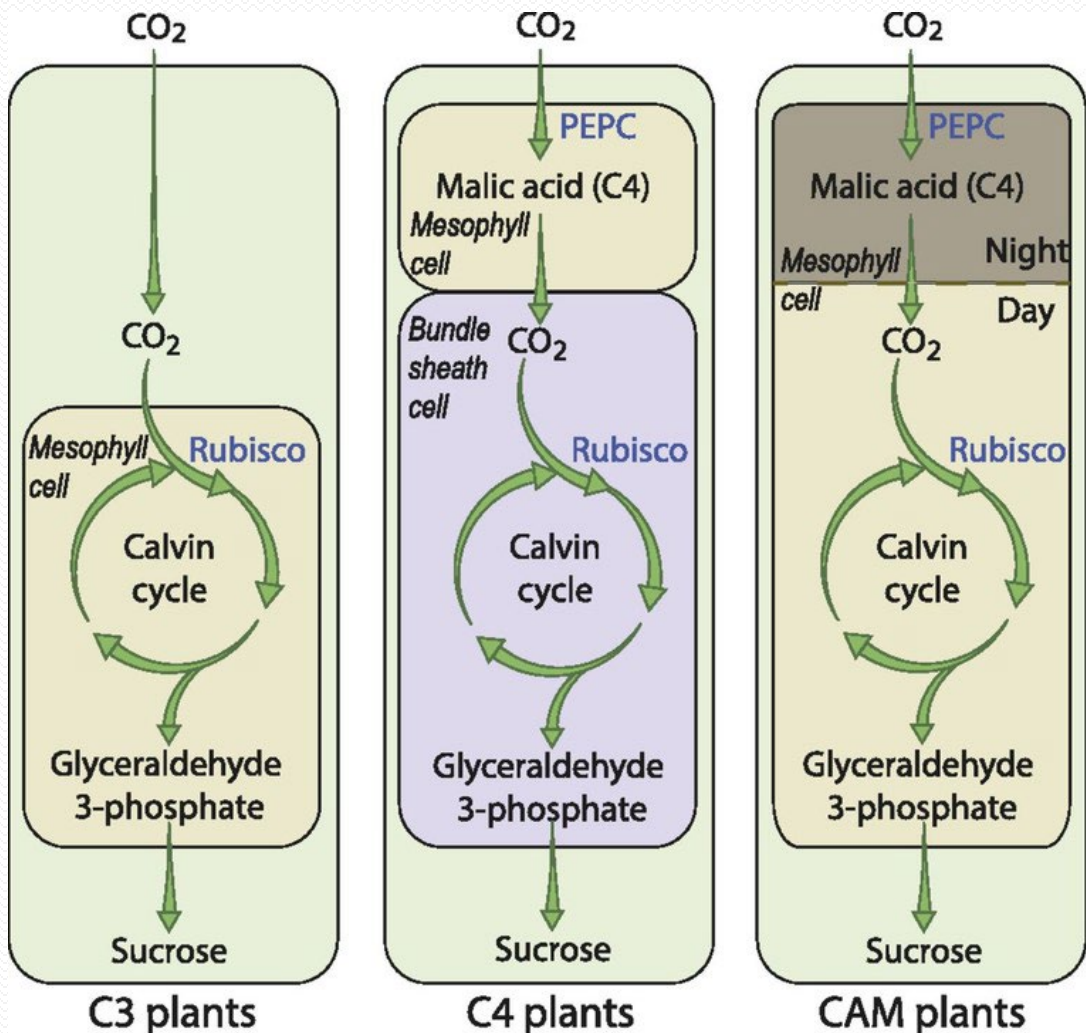 CO₂
Mesophyll
cell
CO₂
Rubisco
Calvin
cycle
Glyceraldehyde
3-phosphate
Sucrose
C3 plants
CO₂
PEPC
Malic acid (C4)
Mesophyll
cell
Bundle
sheath
cell
CO₂
Rubisco
Calvin
cycle
Glyceraldehyde
3-phosphate
Sucrose
C4 plants
CO₂
PEPC
Malic acid (C4)
Night
Mesophyll
cell
Day
CO₂
Rubisco
Calvin
cycle
Glyceraldehyde
3-phosphate
Sucrose
CAM plants